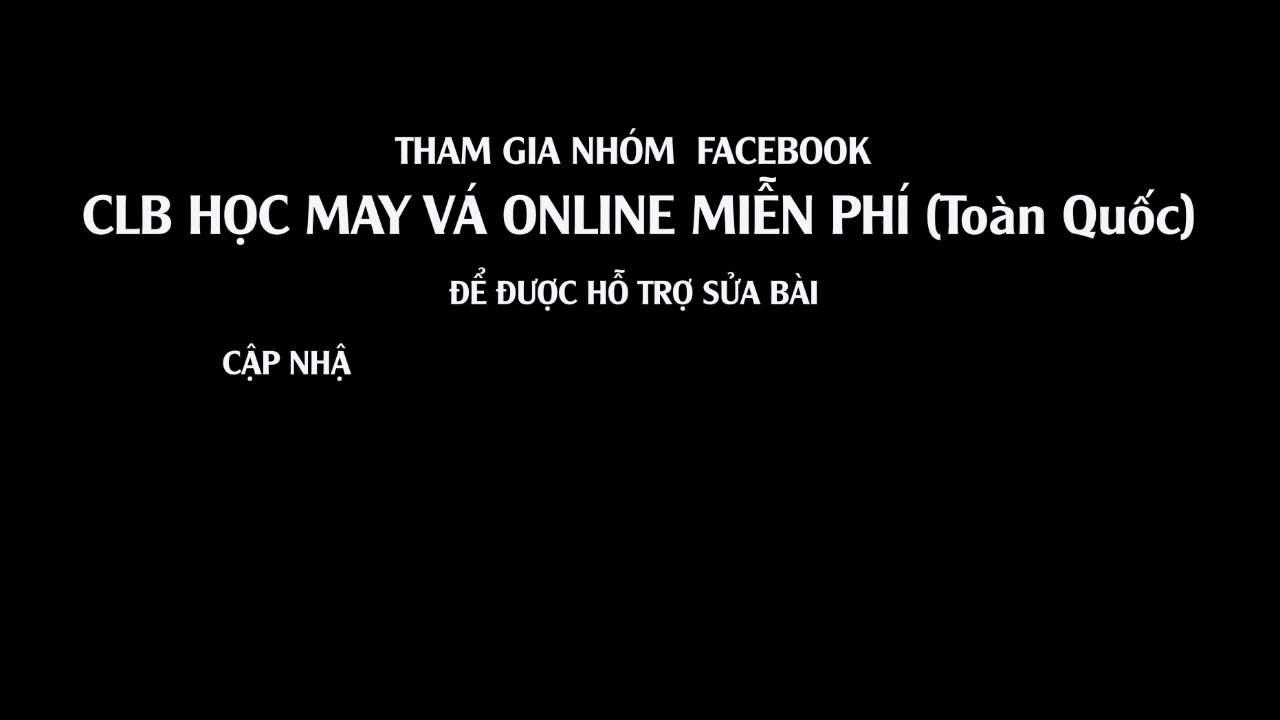 THAM GIA NHÓM FACEBOOK
CLB HỌC MAY VÁ ONLINE MIỄN PHÍ (Toàn Quốc)
ĐỂ ĐƯỢC HỖ TRỢ SỬA BÀI
CẬP NHẬ